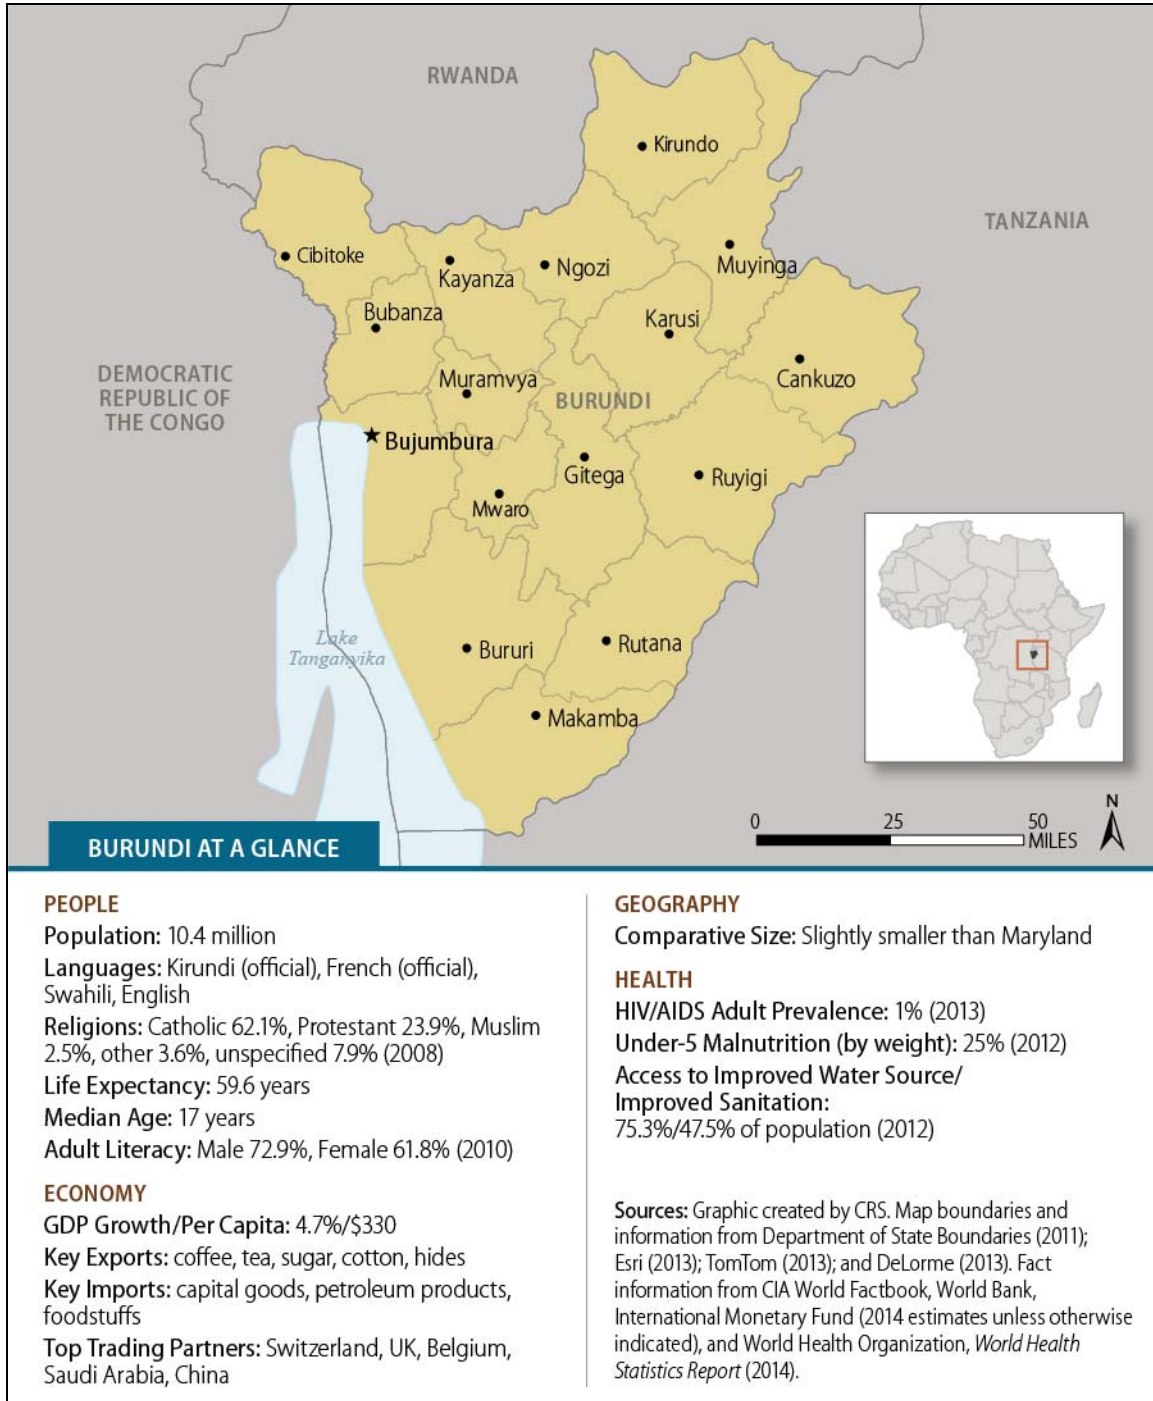 RWANDA
Kirundo
TANZANIA
Cibitoke
Kayanza
Ngozi
Muyinga
Bubanza
Karusi
DEMOCRATIC
REPUBLIC OF
THE CONGO
Muramvya
BURUNDI
Cankuzo
Bujumbura
Gitega
Ruyigi
Mwaro
Lake
Tanganyika
Bururi
Rutana
Makamba
N
0 25 50
MILES
BURUNDI AT A GLANCE
PEOPLE
Population: 10.4 million
Languages: Kirundi (official), French (official),
Swahili, English
Religions: Catholic 62.1%, Protestant 23.9%, Muslim
2.5%, other 3.6%, unspecified 7.9% (2008)
Life Expectancy: 59.6 years
Median Age: 17 years
Adult Literacy: Male 72.9%, Female 61.8% (2010)
ECONOMY
GDP Growth/Per Capita: 4.7%/$330
Key Exports: coffee, tea, sugar, cotton, hides
Key Imports: capital goods, petroleum products,
foodstuffs
Top Trading Partners: Switzerland, UK, Belgium,
Saudi Arabia, China
GEOGRAPHY
Comparative Size: Slightly smaller than Maryland
HEALTH
HIV/AIDS Adult Prevalence: 1% (2013)
Under-5 Malnutrition (by weight): 25% (2012)
Access to Improved Water Source/
Improved Sanitation:
75.3%/47.5% of population (2012)
Sources: Graphic created by CRS. Map boundaries and
information from Department of State Boundaries (2011);
Esri (2013); TomTom (2013); and DeLorme (2013). Fact
information from CIA World Factbook, World Bank,
International Monetary Fund (2014 estimates unless otherwise
indicated), and World Health Organization, World Health
Statistics Report (2014).